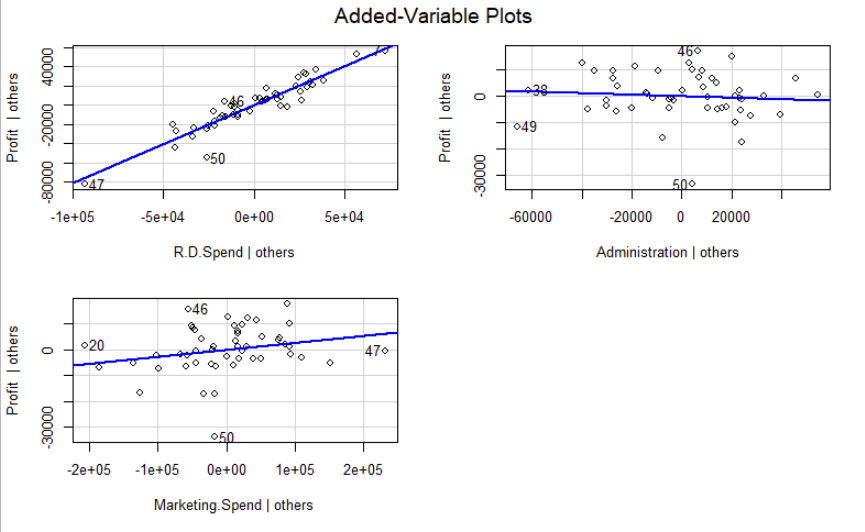 Added-Variable Plots
Profit | others
40000
-20000
-80000
46
50
47
7
-1e+05
-5e+04
0e+00
5e+04
R.D.Spend | others
Profit | others
0
-30000
46
38
49
50
-60000
-20000
0
20000
Administration | others
Profit | others
0
-30000
46
20
47
50
-2e+05
-1e+05
0e+00
1e+05
2e+05
Marketing.Spend | others